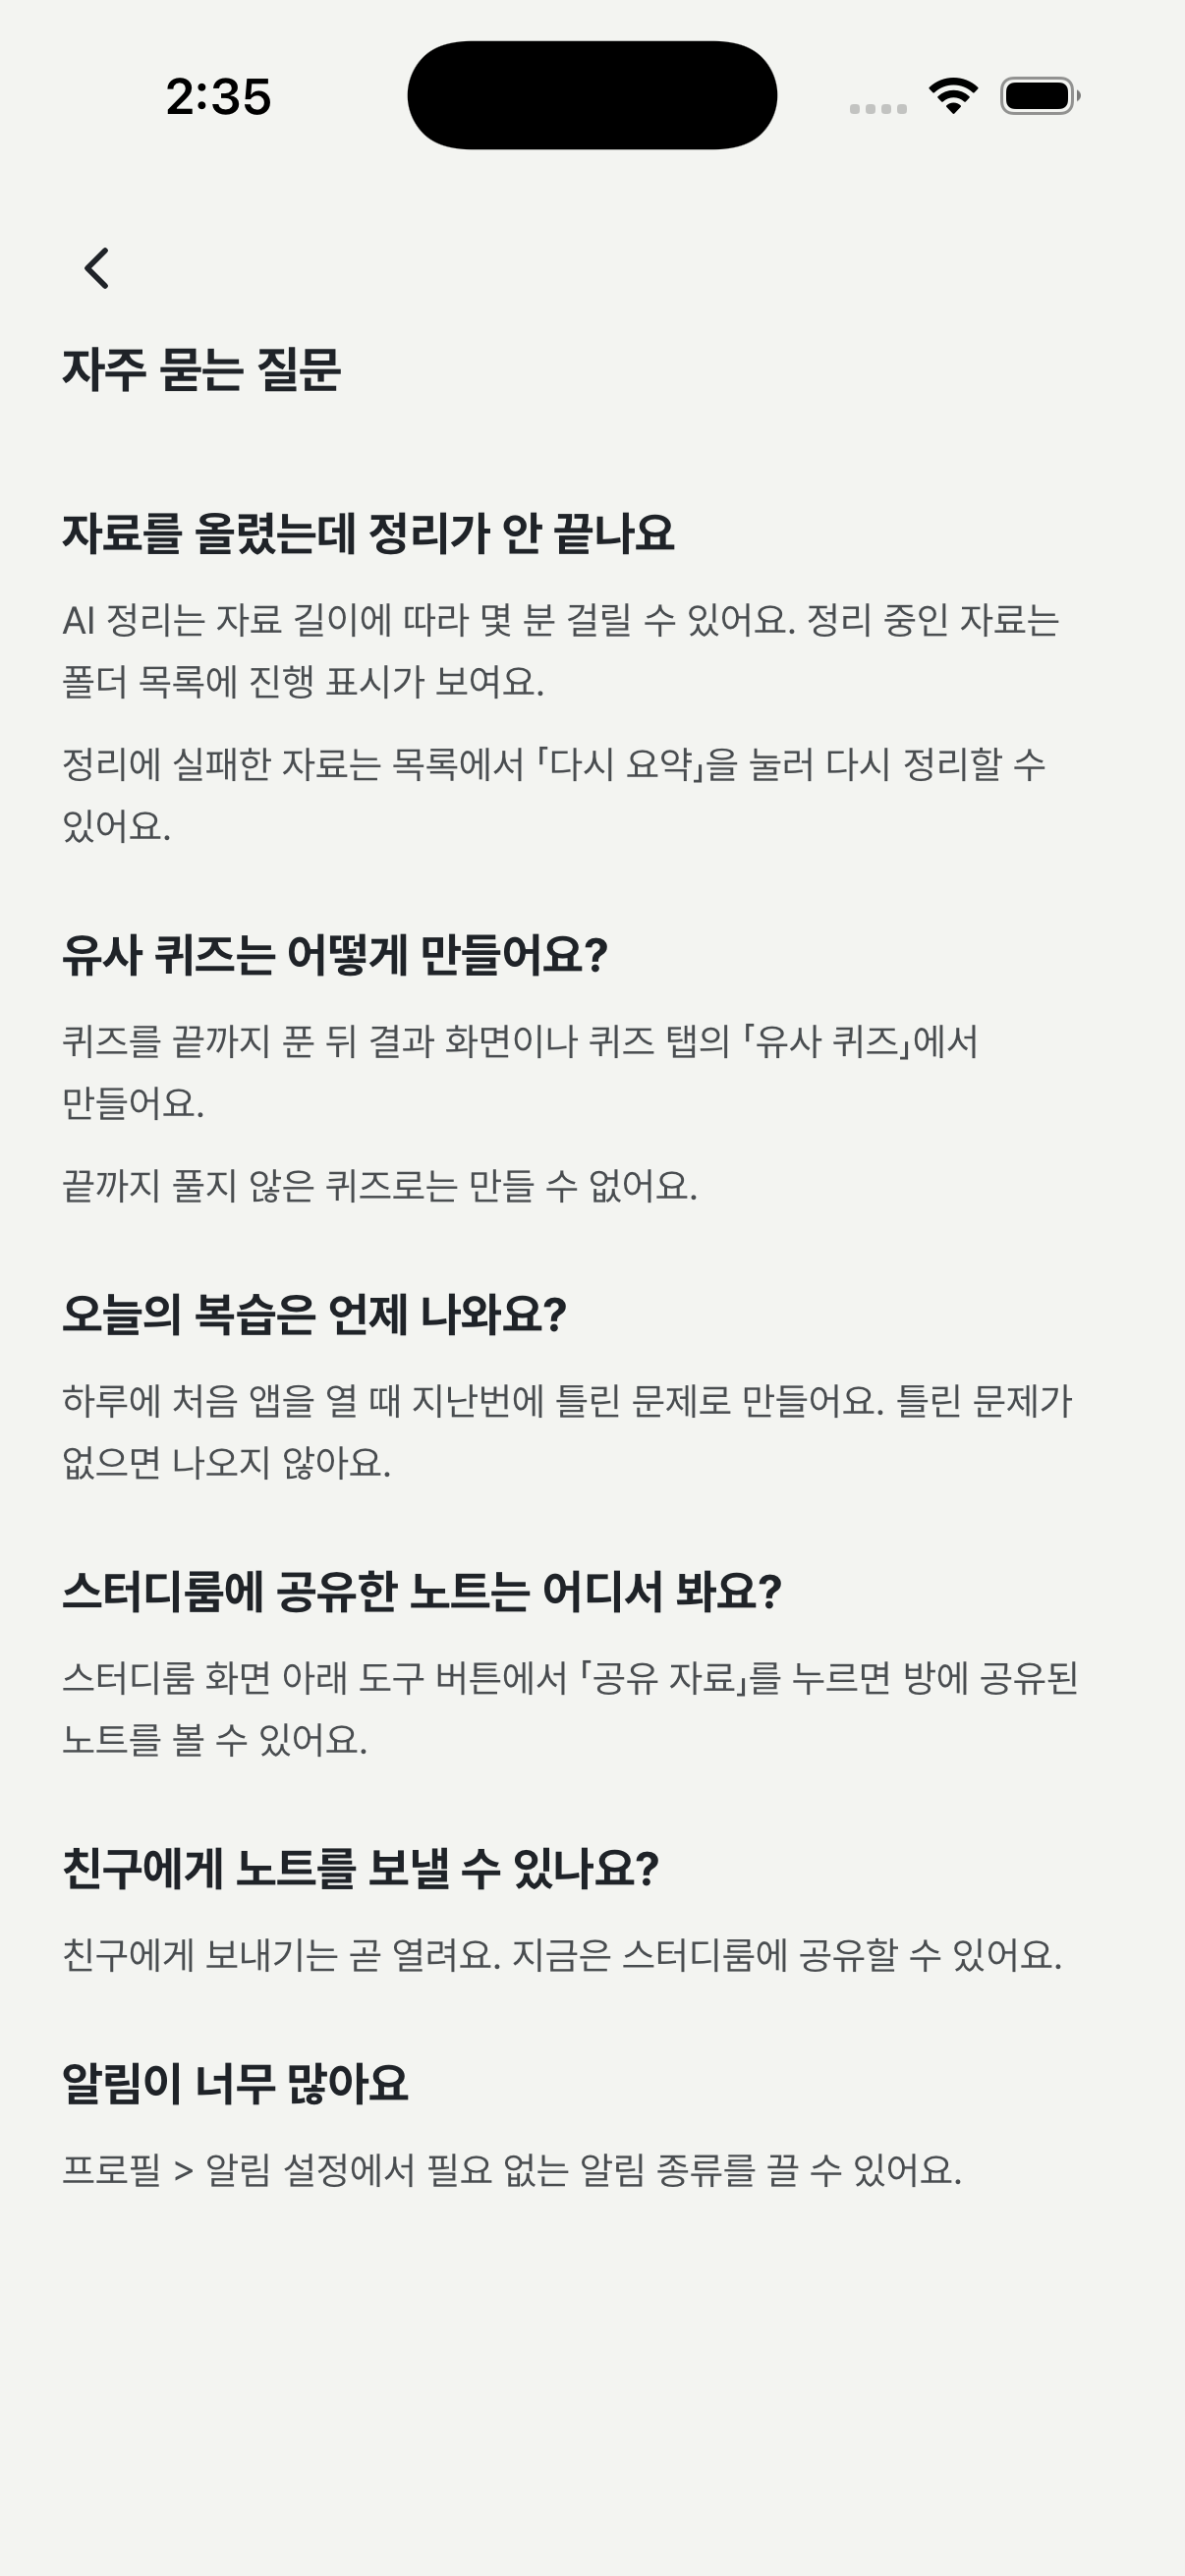 2:35
자주 묻는 질문
자료를 올렸는데 정리가 안 끝나요
AI 정리는 자료 길이에 따라 몇 분 걸릴 수 있어요. 정리 중인 자료는
폴더 목록에 진행 표시가 보여요.
정리에 실패한 자료는 목록에서 「다시 요약」을 눌러 다시 정리할 수
있어요.
유사 퀴즈는 어떻게 만들어요?
퀴즈를 끝까지 푼 뒤 결과 화면이나 퀴즈 탭의 「유사 퀴즈」에서
만들어요.
끝까지 풀지 않은 퀴즈로는 만들 수 없어요.
오늘의 복습은 언제 나와요?
하루에 처음 앱을 열 때 지난번에 틀린 문제로 만들어요. 틀린 문제가
없으면 나오지 않아요.
스터디룸에 공유한 노트는 어디서 봐요?
스터디룸 화면 아래 도구 버튼에서 「공유 자료」를 누르면 방에 공유된
노트를 볼 수 있어요.
친구에게 노트를 보낼 수 있나요?
친구에게 보내기는 곧 열려요. 지금은 스터디룸에 공유할 수 있어요.
알림이 너무 많아요
프로필 > 알림 설정에서 필요 없는 알림 종류를 끌 수 있어요.